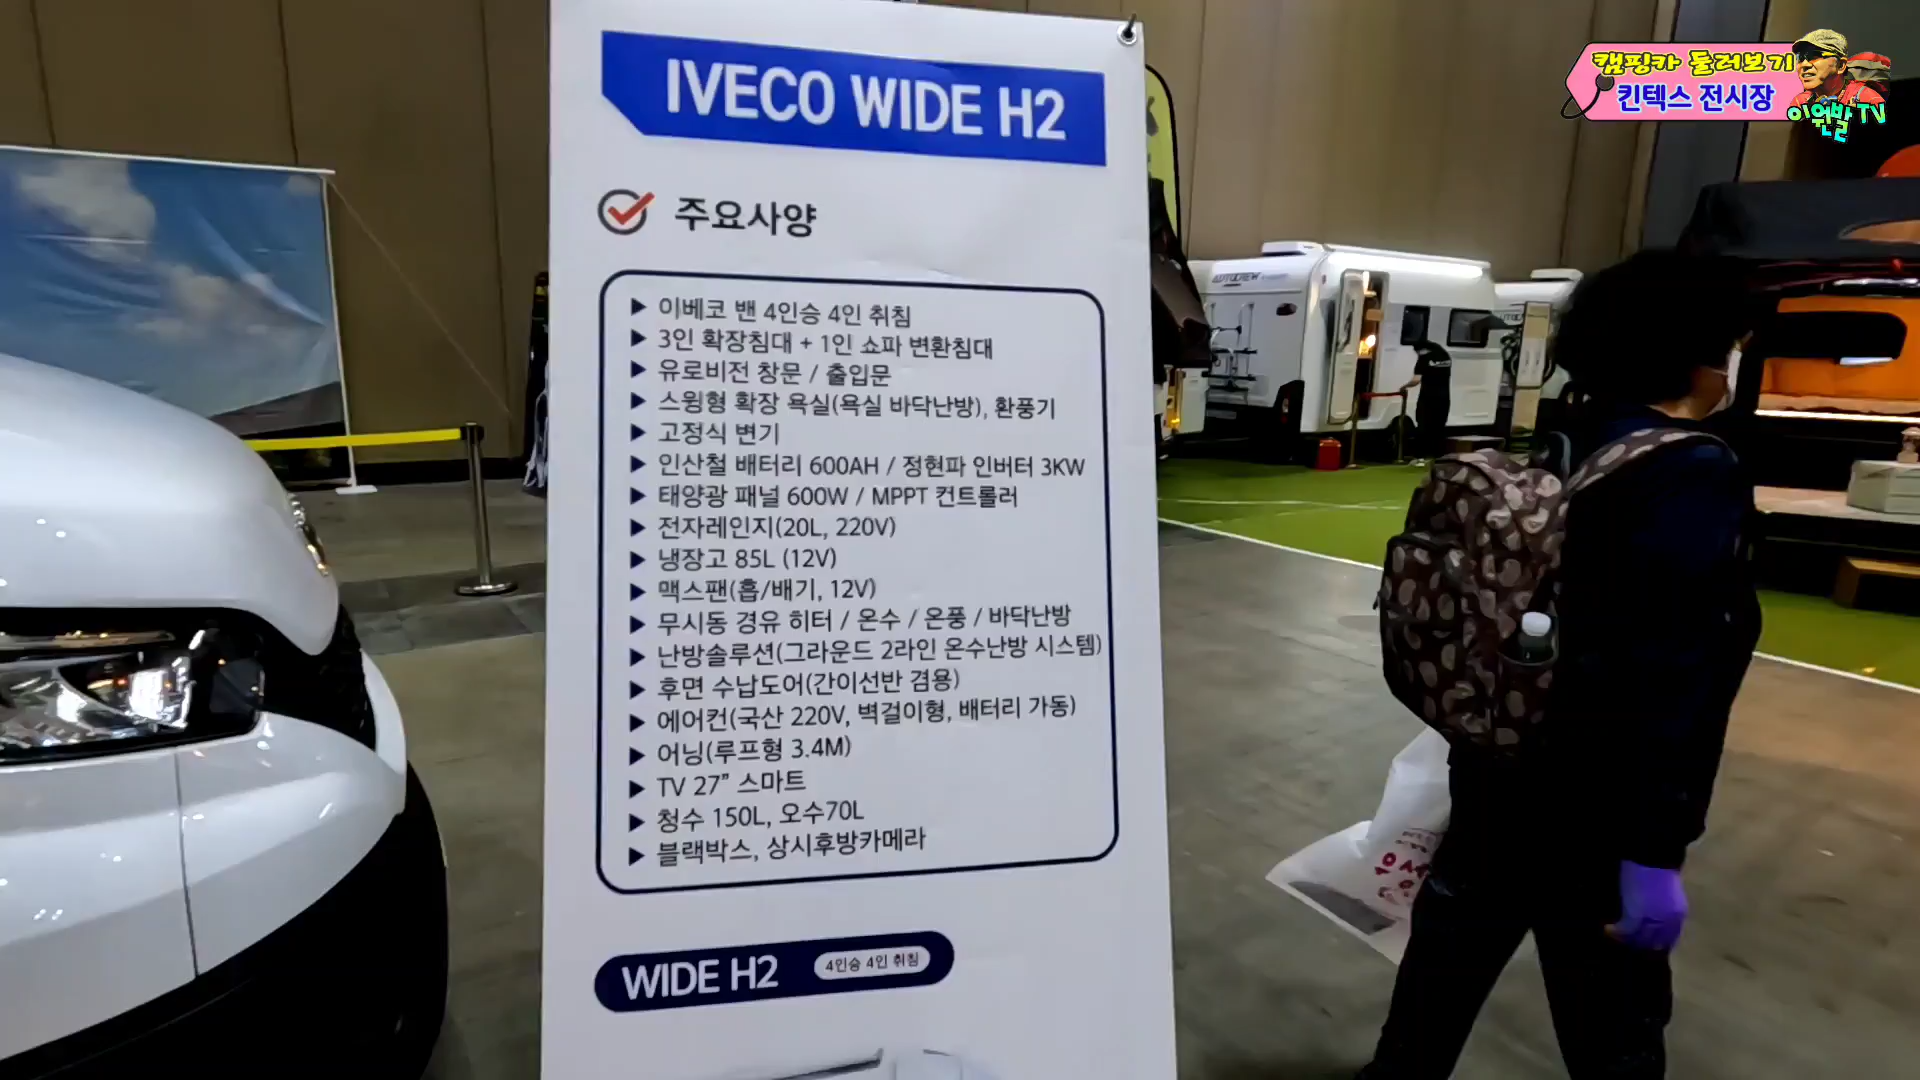 IVECO WIDE H2
주요사양
▶ 이베코 밴 4인승 4인 취침
▶ 3인 확장침대 + 1인 쇼파 변환침대
▶ 유로비전 창문 / 출입문
▶ 스윙형 확장 욕실(욕실 바닥난방), 환풍기
▶ 고정식 변기
▶ 인산철 배터리 600AH / 정현파 인버터 3KW
▶ 태양광 패널 600W / MPPT 컨트롤러
▶ 전자레인지(20L, 220V)
▶ 냉장고 85L (12V)
▶ 맥스팬(흡/배기, 12V)
▶ 무시동 경유 히터 / 온수 / 온풍 / 바닥난방
▶ 난방솔루션(그라운드 2라인 온수난방 시스템)
▶ 후면 수납도어(간이선반 겸용)
▶ 에어컨(국산 220V, 벽걸이형, 배터리 가동)
▶ 어닝(루프형 3.4M)
▶ TV 27” 스마트
▶ 청수 150L, 오수70L
▶ 블랙박스, 상시후방카메라
WIDE H2 4인승 4인 취침
캠핑카 둘러보기
킨텍스 전시장
이원발TV